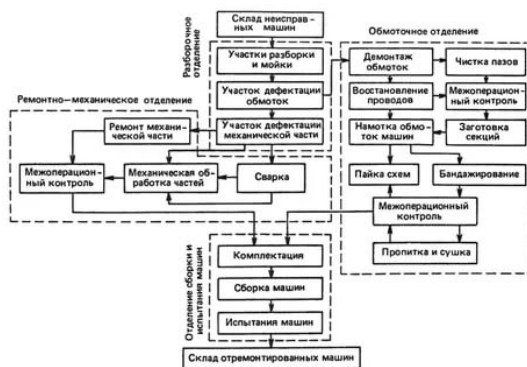 Склад неисправ-
ных машин
Разборочное
отделение
Участки разборки
и мойки
Участок дефектации
обмоток
Участок дефектации
механической части
Обмоточное отделение
Демонтаж
обмоток
Чистка пазов
Восстановление
проводов
Межоперацион-
ный контроль
Намотка обмо-
ток машин
Заготовка
секций
Пайка схем
Бандажирование
Межоперационный
контроль
Пропитка и сушка
Ремонтно-механическое отделение
Ремонт механи-
ческой части
Межоперацион-
ный контроль
Механическая об-
работка частей
Сварка
Отделение сборки и
испытания машин
Комплектация
Сборка машин
Испытания машин
Склад отремонтированных машин